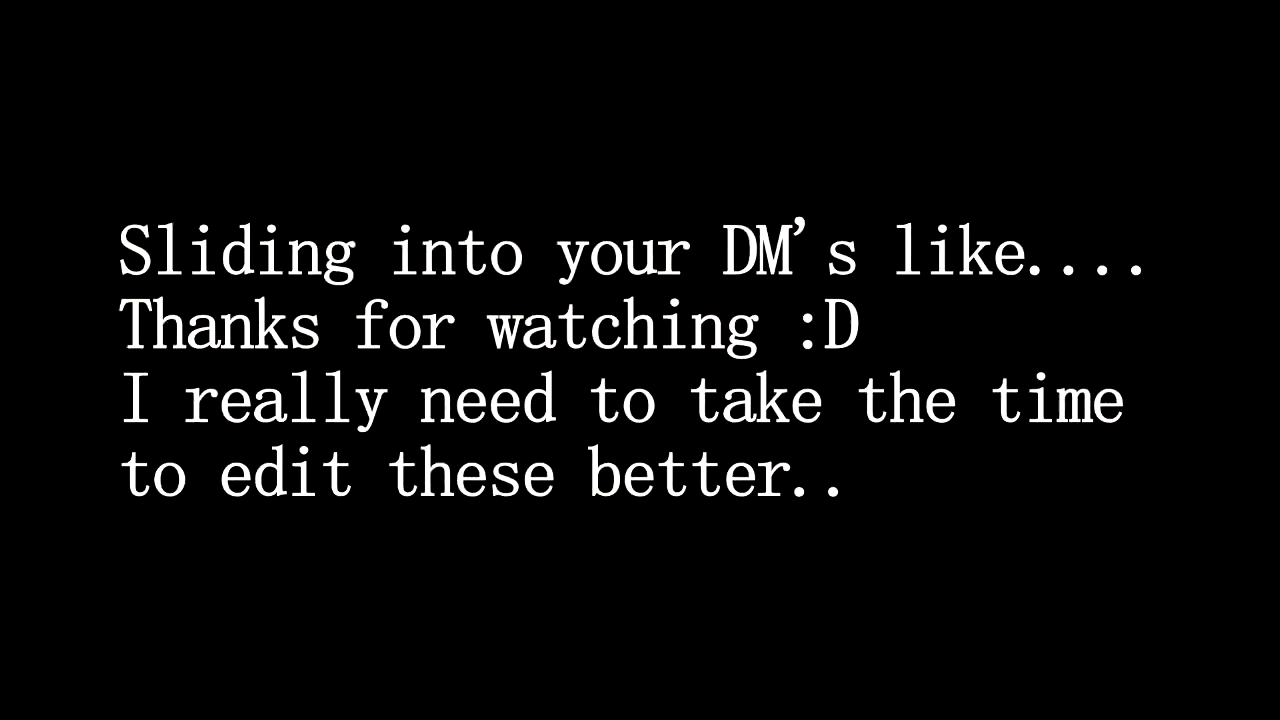 Sliding into your DM’s like....
Thanks for watching :D
I really need to take the time
to edit these better..